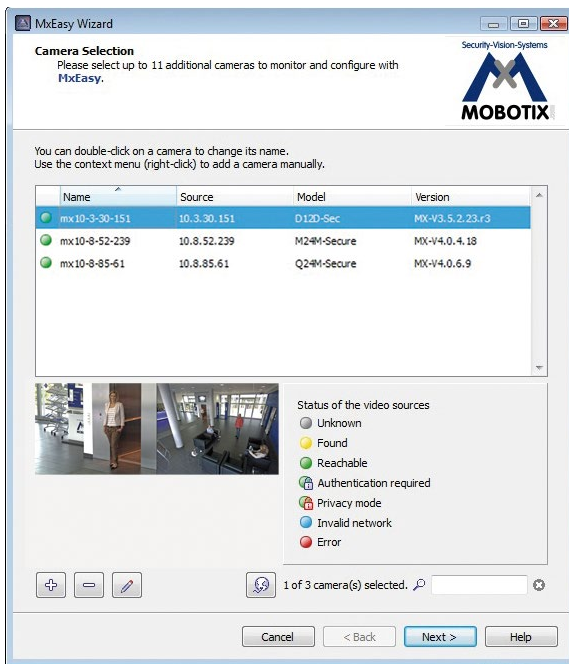 MxEasy Wizard
Camera Selection
Please select up to 11 additional cameras to monitor and configure with
MxEasy.
Security-Vision-Systems
MOBOTIX
You can double-click on a camera to change its name.
Use the context menu (right-click) to add a camera manually.
Name Source Model Version
mx10-3-30-151 10.3.30.151 D12D-Sec MX-V3.5.2.23.r3
mx10-8-52-239 10.8.52.239 M24M-Secure MX-V4.0.4.18
mx10-8-85-61 10.8.85.61 Q24M-Secure MX-V4.0.6.9
Status of the video sources
Unknown
Found
Reachable
Authentication required
Privacy mode
Invalid network
Error
1 of 3 camera(s) selected.
Cancel < Back Next > Help